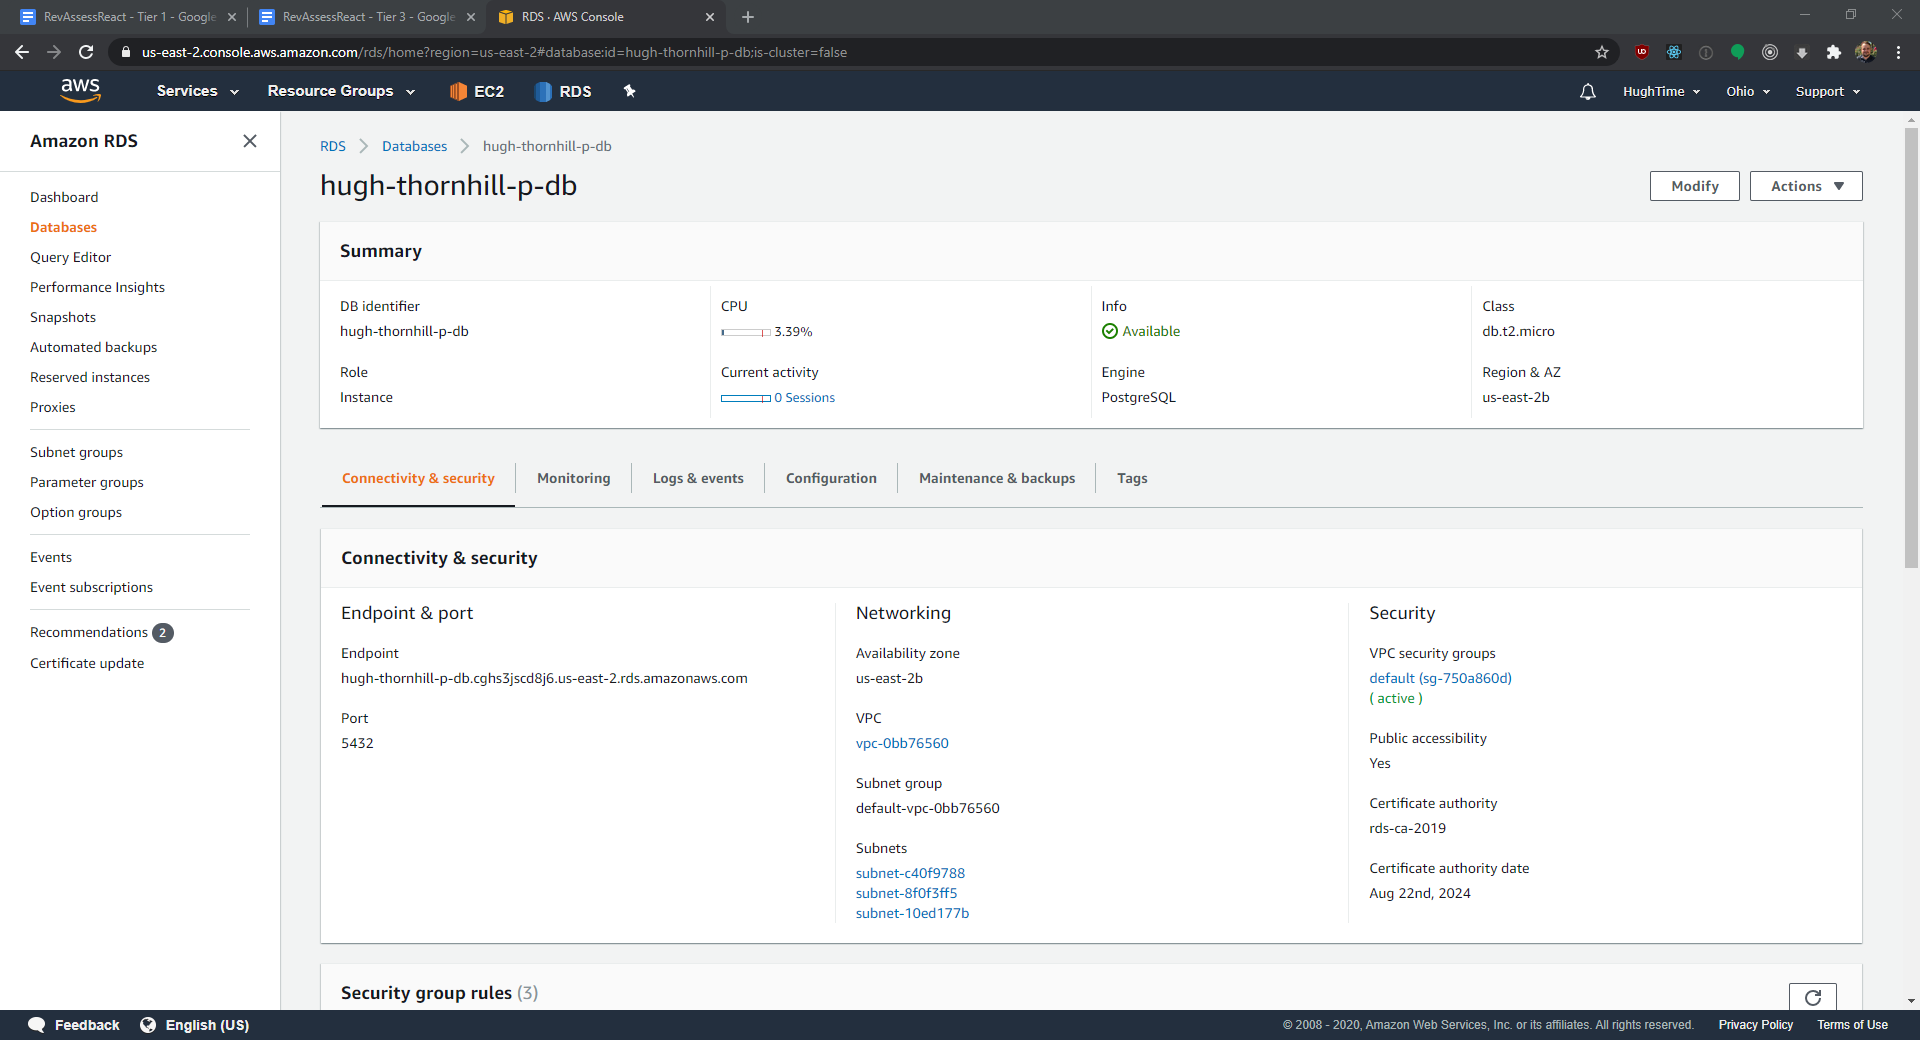 RevAssessReact - Tier 1 - Google
RevAssessReact - Tier 3 - Google
RDS · AWS Console
us-east-2.console.aws.amazon.com/rds/home?region=us-east-2#database:id=hugh-thornhill-p-db;is-cluster=false
aws
Services
Resource Groups
EC2
RDS
HughTime
Ohio
Support
Amazon RDS
Dashboard
Databases
Query Editor
Performance Insights
Snapshots
Automated backups
Reserved instances
Proxies
Subnet groups
Parameter groups
Option groups
Events
Event subscriptions
Recommendations 2
Certificate update
RDS
Databases
hugh-thornhill-p-db
hugh-thornhill-p-db
Modify
Actions
Summary
DB identifier
hugh-thornhill-p-db
CPU
3.39%
Info
Available
Class
db.t2.micro
Role
Instance
Current activity
0 Sessions
Engine
PostgreSQL
Region & AZ
us-east-2b
Connectivity & security
Monitoring
Logs & events
Configuration
Maintenance & backups
Tags
Connectivity & security
Endpoint & port
Endpoint
hugh-thornhill-p-db.cghs3jscd8j6.us-east-2.rds.amazonaws.com
Port
5432
Networking
Availability zone
us-east-2b
VPC
vpc-0bb76560
Subnet group
default-vpc-0bb76560
Subnets
subnet-c40f9788
subnet-8f0f3ff5
subnet-10ed177b
Security
VPC security groups
default (sg-750a860d)
( active )
Public accessibility
Yes
Certificate authority
rds-ca-2019
Certificate authority date
Aug 22nd, 2024
Security group rules (3)
Feedback
English (US)
© 2008 - 2020, Amazon Web Services, Inc. or its affiliates. All rights reserved.
Privacy Policy
Terms of Use